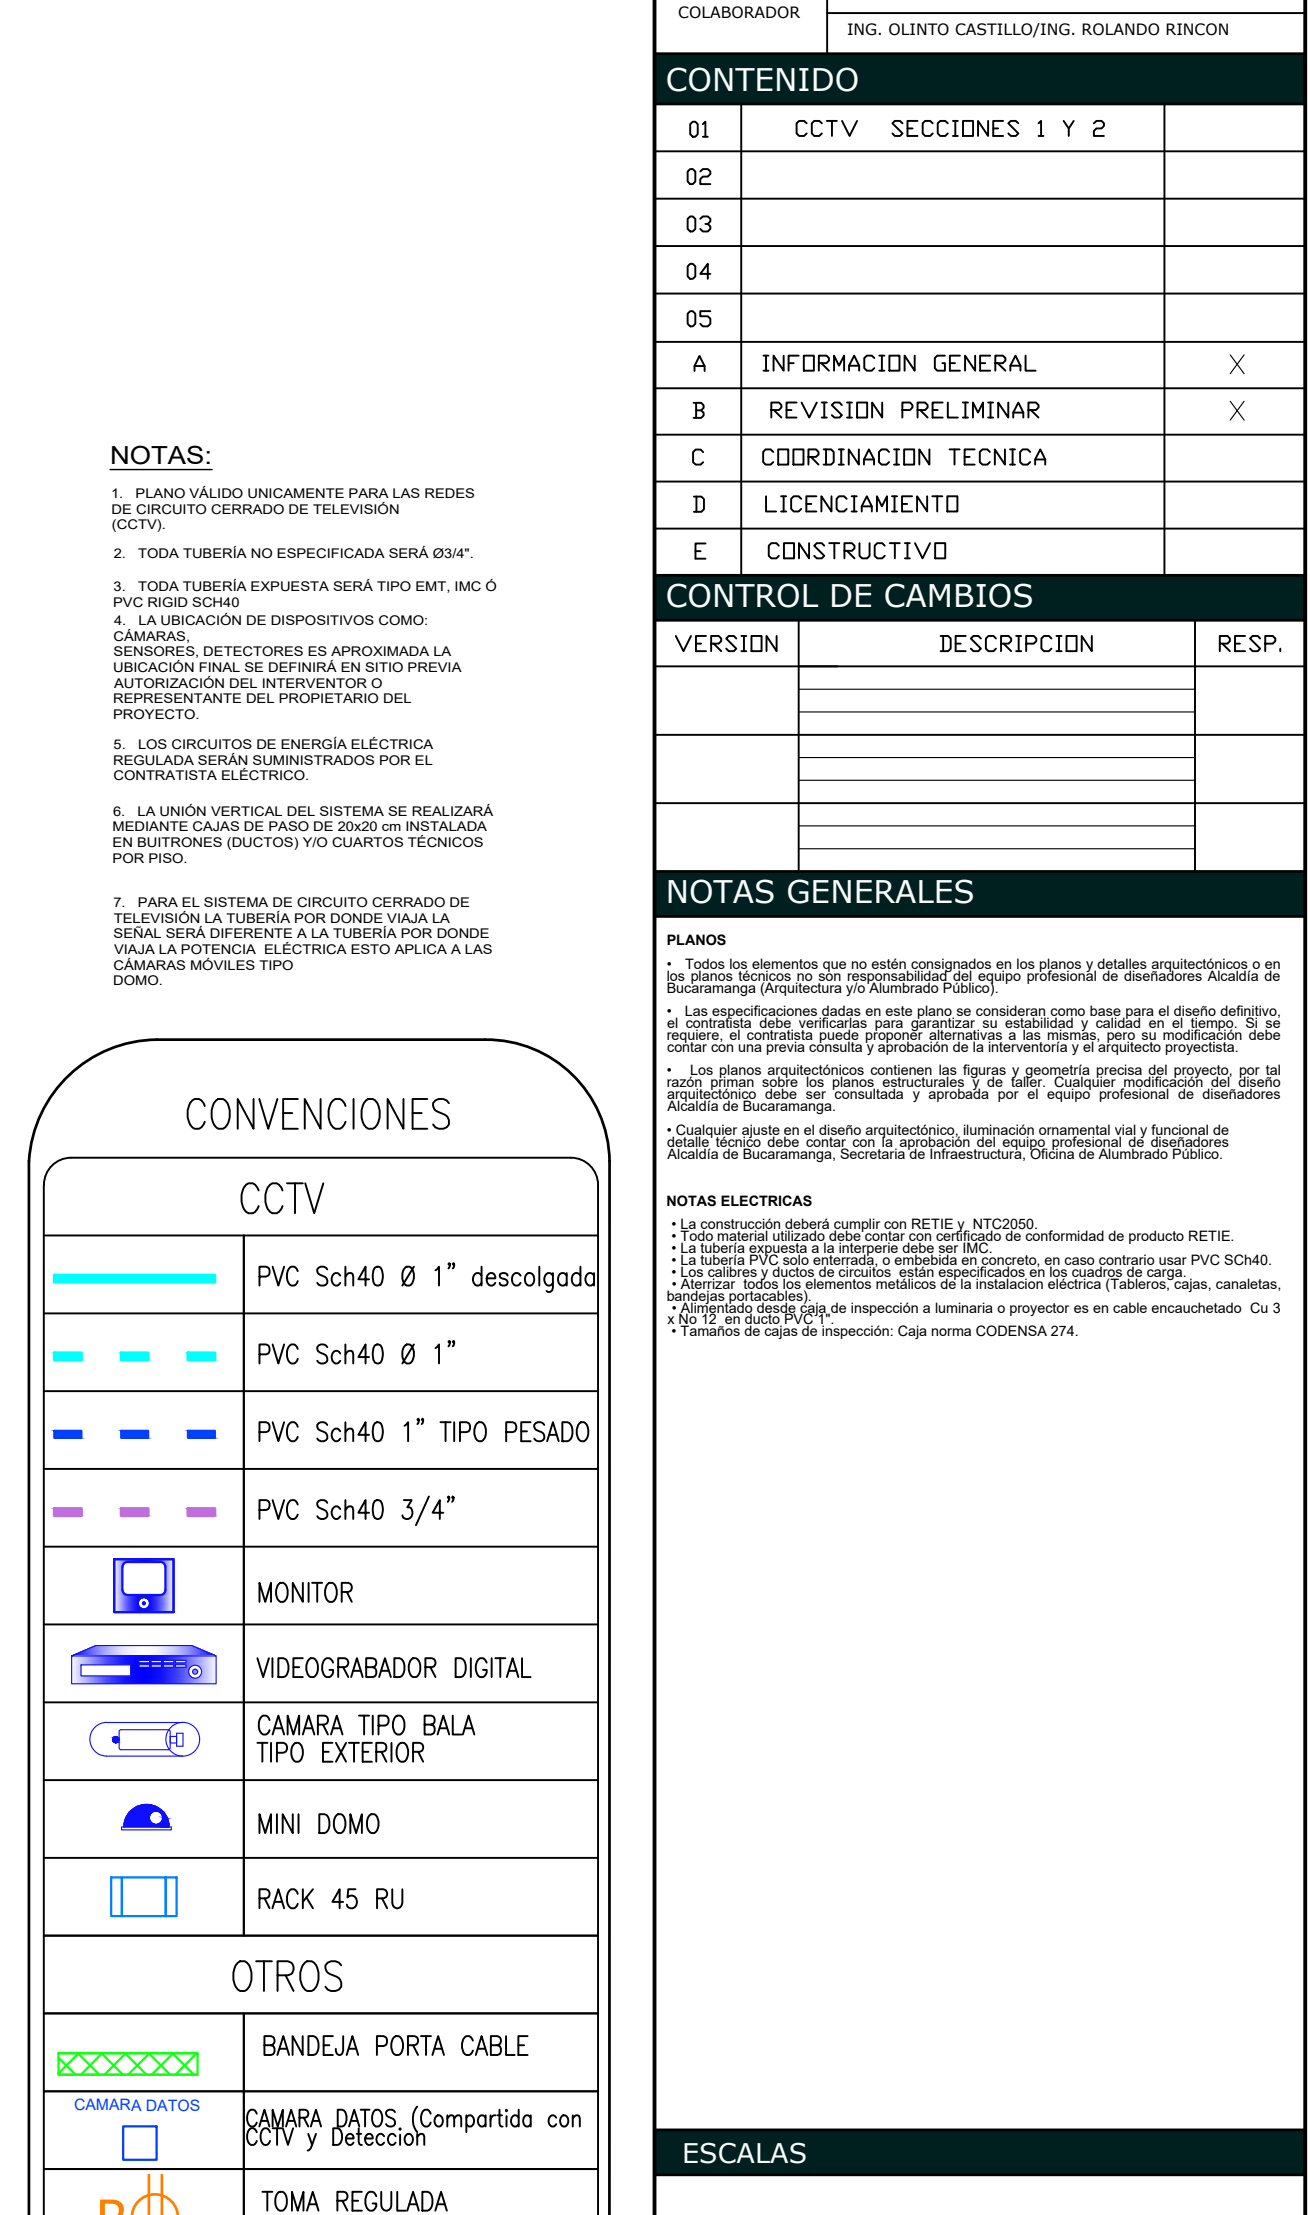 COLABORADOR
ING. OLINTO CASTILLO/ING. ROLANDO RINCON
CONTENIDO
01 CCTV SECCIONES 1 Y 2
02
03
04
05
A INFORMACION GENERAL X
B REVISION PRELIMINAR X
C COORDINACION TECNICA
D LICENCIAMIENTO
E CONSTRUCTIVO
CONTROL DE CAMBIOS
VERSION DESCRIPCION RESP.
NOTAS GENERALES
PLANOS
• Todos los elementos que no estén consignados en los planos y detalles arquitectónicos o en
los planos técnicos no son responsabilidad del equipo profesional de diseñadores Alcaldía de
Bucaramanga (Arquitectura y/o Alumbrado Público).
• Las especificaciones dadas en este plano se consideran como base para el diseño definitivo,
el contratista debe verificarlas para garantizar su estabilidad y calidad en el tiempo. Si se
requiere, el contratista puede proponer alternativas a las mismas, pero su modificación debe
contar con una previa consulta y aprobación de la interventoría y el arquitecto proyectista.
• Los planos arquitectónicos contienen las figuras y geometría precisa del proyecto, por tal
razón priman sobre los planos estructurales y de taller. Cualquier modificación del diseño
arquitectónico debe ser consultada y aprobada por el equipo profesional de diseñadores
Alcaldía de Bucaramanga.
• Cualquier ajuste en el diseño arquitectónico, iluminación ornamental vial y funcional de
detalle técnico debe contar con la aprobación del equipo profesional de diseñadores
Alcaldía de Bucaramanga, Secretaria de Infraestructura, Oficina de Alumbrado Público.
NOTAS ELECTRICAS
• La construcción deberá cumplir con RETIE y NTC2050.
• Todo material utilizado debe contar con certificado de conformidad de producto RETIE.
• La tubería expuesta a la interperie debe ser IMC.
• La tubería PVC solo enterrada, o embebida en concreto, en caso contrario usar PVC SCh40.
• Los calibres y ductos de circuitos están especificados en los cuadros de carga.
• Aterrizar todos los elementos metálicos de la instalacion eléctrica (Tableros, cajas, canaletas,
bandejas portacables).
• Alimentado desde caja de inspección a luminaria o proyector es en cable encauchetado Cu 3
x No 12 en ducto PVC 1".
• Tamaños de cajas de inspección: Caja norma CODENSA 274.
ESCALAS
NOTAS:
1. PLANO VÁLIDO UNICAMENTE PARA LAS REDES
DE CIRCUITO CERRADO DE TELEVISIÓN
(CCTV).
2. TODA TUBERÍA NO ESPECIFICADA SERÁ Ø3/4".
3. TODA TUBERÍA EXPUESTA SERÁ TIPO EMT, IMC Ó
PVC RIGID SCH40
4. LA UBICACIÓN DE DISPOSITIVOS COMO:
CÁMARAS,
SENSORES, DETECTORES ES APROXIMADA LA
UBICACIÓN FINAL SE DEFINIRÁ EN SITIO PREVIA
AUTORIZACIÓN DEL INTERVENTOR O
REPRESENTANTE DEL PROPIETARIO DEL
PROYECTO.
5. LOS CIRCUITOS DE ENERGÍA ELÉCTRICA
REGULADA SERÁN SUMINISTRADOS POR EL
CONTRATISTA ELÉCTRICO.
6. LA UNIÓN VERTICAL DEL SISTEMA SE REALIZARÁ
MEDIANTE CAJAS DE PASO DE 20x20 cm INSTALADA
EN BUITRONES (DUCTOS) Y/O CUARTOS TÉCNICOS
POR PISO.
7. PARA EL SISTEMA DE CIRCUITO CERRADO DE
TELEVISIÓN LA TUBERÍA POR DONDE VIAJA LA
SEÑAL SERÁ DIFERENTE A LA TUBERÍA POR DONDE
VIAJA LA POTENCIA ELÉCTRICA ESTO APLICA A LAS
CÁMARAS MÓVILES TIPO
DOMO.
CONVENCIONES
CCTV
PVC Sch40 Ø 1" descolgada
PVC Sch40 Ø 1"
PVC Sch40 1" TIPO PESADO
PVC Sch40 3/4"
MONITOR
VIDEOGRABADOR DIGITAL
CAMARA TIPO BALA
TIPO EXTERIOR
MINI DOMO
RACK 45 RU
OTROS
BANDEJA PORTA CABLE
CAMARA DATOS
CAMARA DATOS (Compartida con
CCTV y Deteccion
TOMA REGULADA